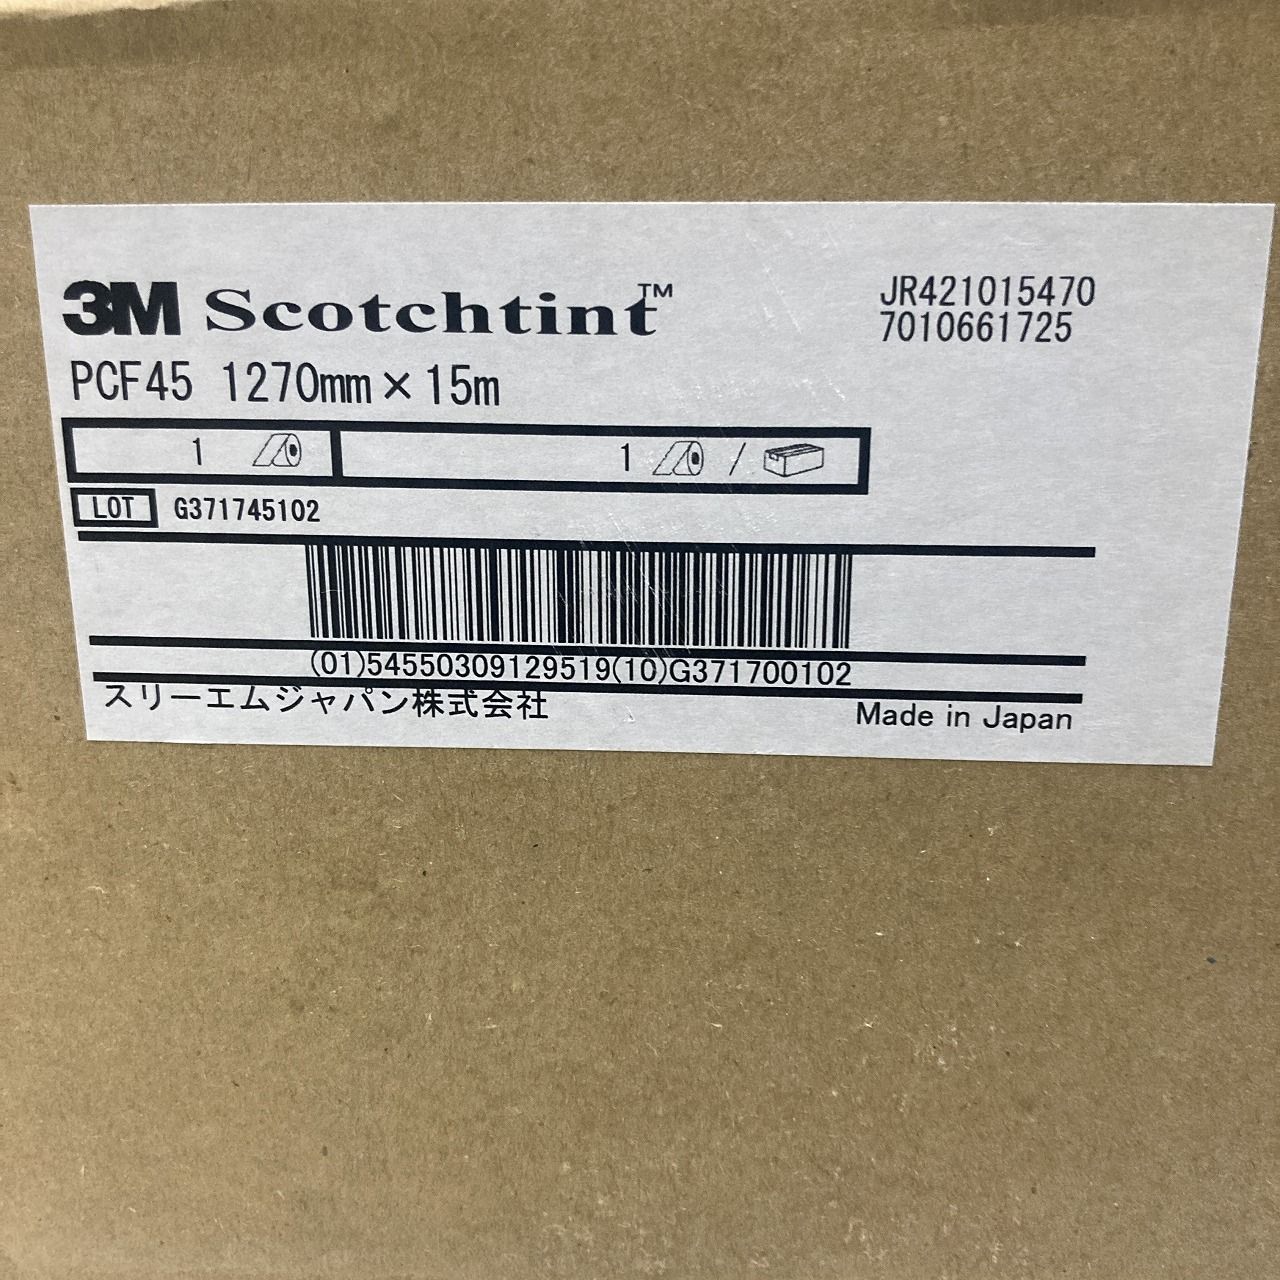 3M Scotchtint™
JR421015470
7010661725
PCF45 1270mm×15m
1 1 /
LOT G371745102
(01)54550309129519(10)G371700102
スリーエムジャパン株式会社
Made in Japan